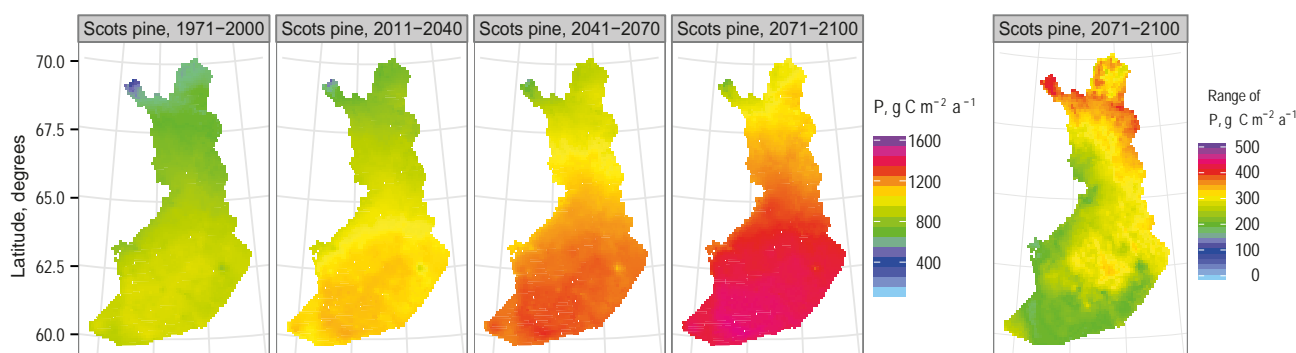 Scots pine, 1971−2000
Scots pine, 2011−2040
Scots pine, 2041−2070
Scots pine, 2071−2100
Scots pine, 2071−2100
Latitude, degrees
70.0
67.5
65.0
62.5
60.0
P, g C m⁻² a⁻¹
1600
1200
800
400
Range of
P, g C m⁻² a⁻¹
500
400
300
200
100
0